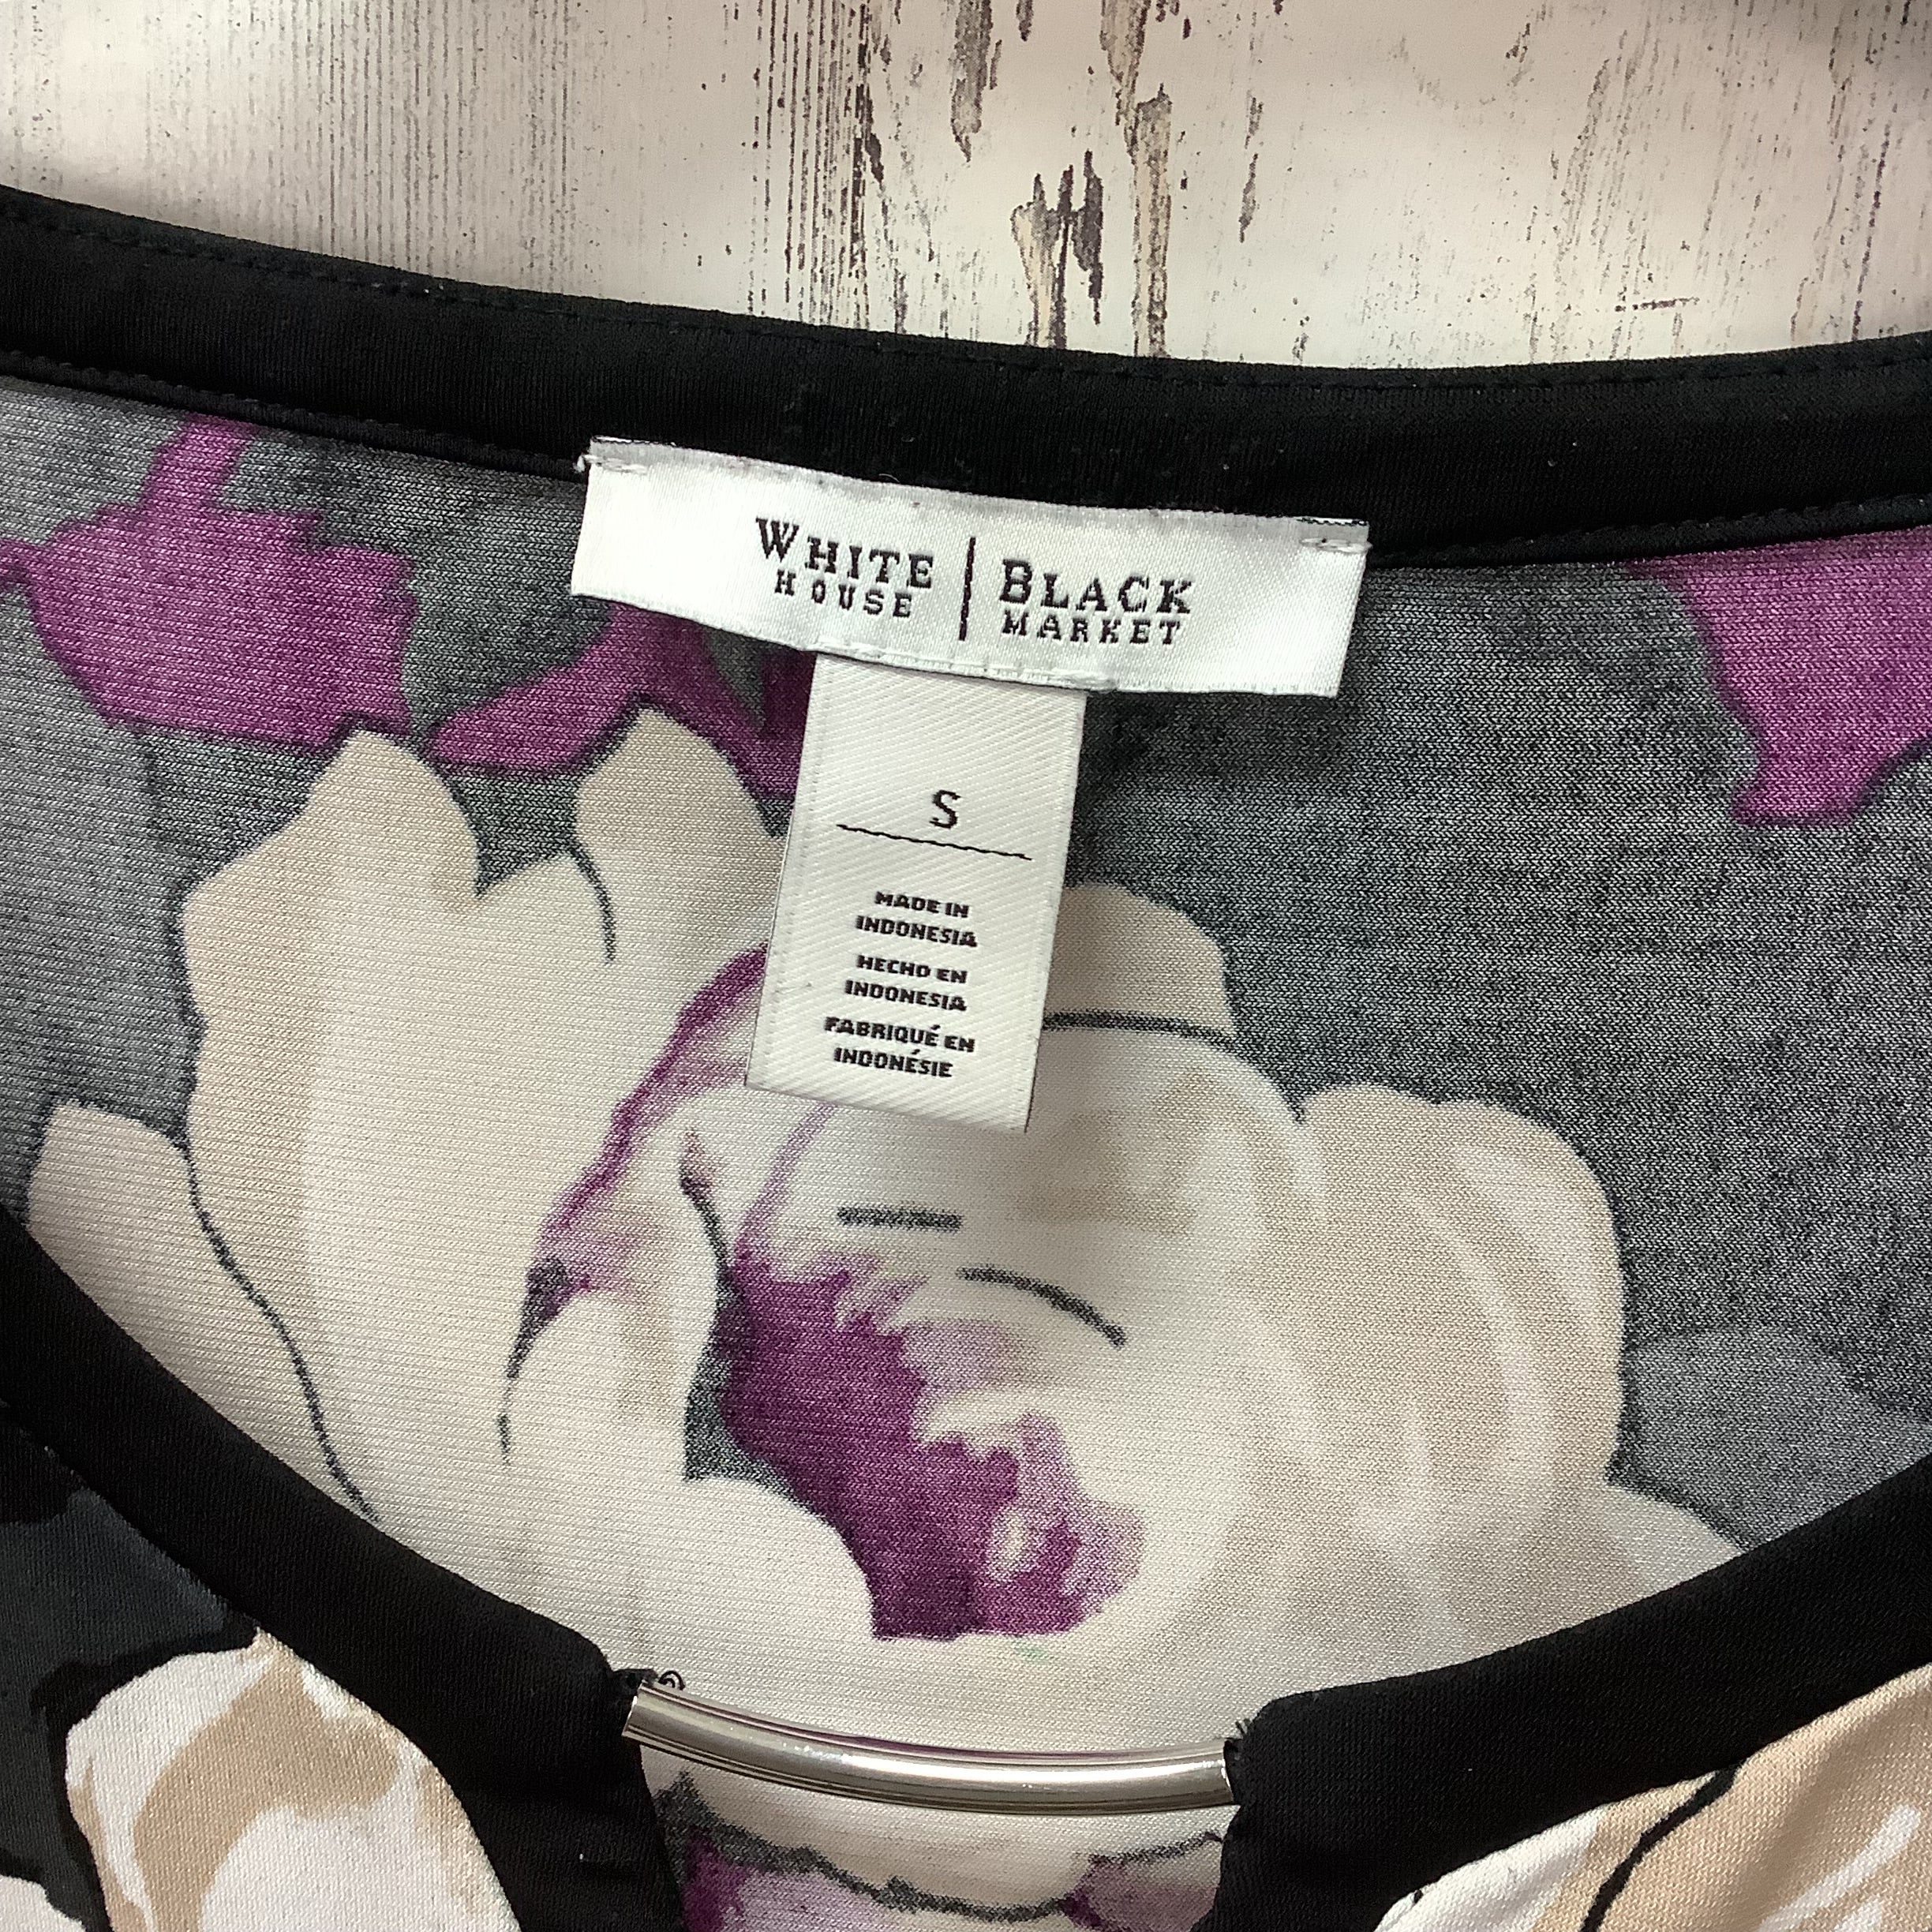 WHITE | BLACK
HOUSE | MARKET
S
MADE IN
INDONESIA
HECHO EN
INDONESIA
FABRIQUÉ EN
INDONÉSIE